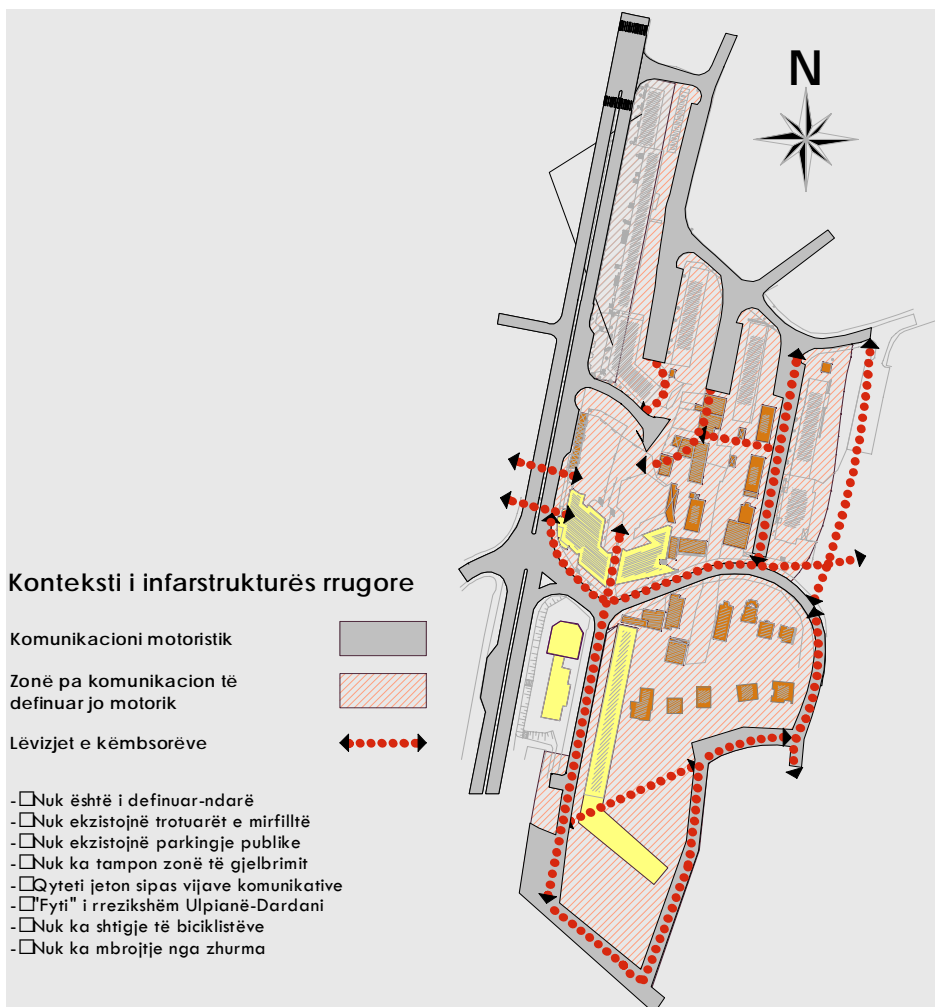 N
Konteksti i infarstrukturës rrugore
Komunikacioni motoristik
Zonë pa komunikacion të
definuar jo motorik
Lëvizjet e këmbsorëve
-□Nuk është i definuar-ndarë
-□Nuk ekzistojnë trotuarët e mirfilltë
-□Nuk ekzistojnë parkingje publike
-□Nuk ka tampon zonë të gjelbrimit
-□Qyteti jeton sipas vijave komunikative
-□"Fyti" i rrezikshëm Ulpianë-Dardani
-□Nuk ka shtigje të biciklistëve
-□Nuk ka mbrojtje nga zhurma